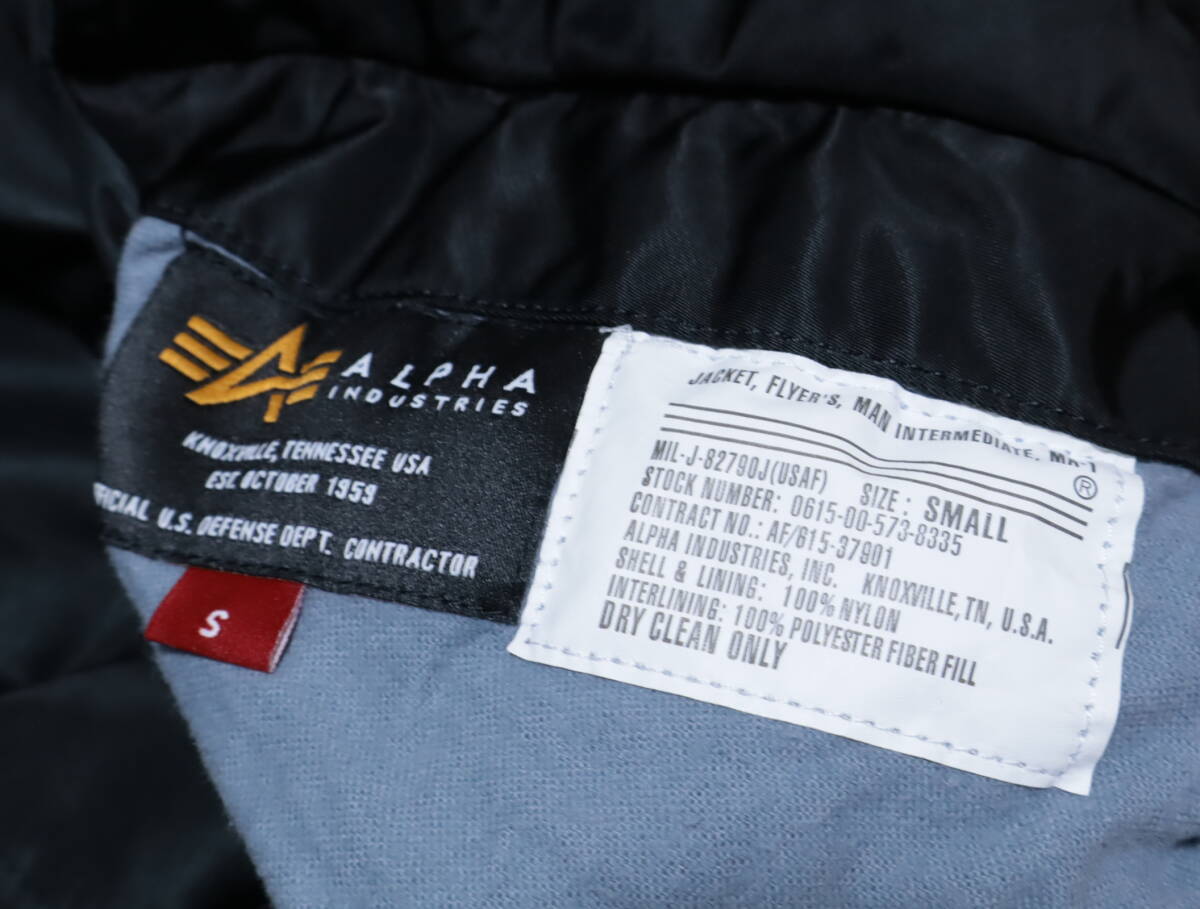 ALPHA
INDUSTRIES
KNOXVILLE, TENNESSEE USA
EST. OCTOBER 1959
OFFICIAL U.S. DEFENSE DEPT. CONTRACTOR
S
JACKET, FLYER'S, MAN INTERMEDIATE, MA-1
®
MIL-J-82790J(USAF) SIZE: SMALL
STOCK NUMBER: 0615-00-573-8335
CONTRACT NO.: AF/615-37901
ALPHA INDUSTRIES, INC. KNOXVILLE, TN, U.S.A.
SHELL & LINING: 100% NYLON
INTERLINING: 100% POLYESTER FIBER FILL
DRY CLEAN ONLY